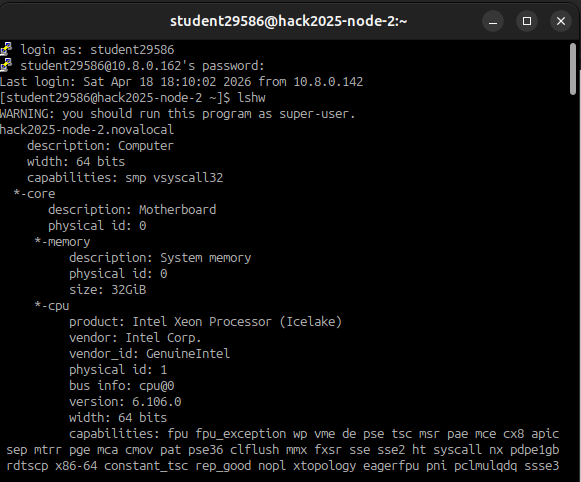 student29586@hack2025-node-2:~
login as: student29586
student29586@10.8.0.162's password:
Last login: Sat Apr 18 18:10:02 2026 from 10.8.0.142
[student29586@hack2025-node-2 ~]$ lshw
WARNING: you should run this program as super-user.
hack2025-node-2.novalocal
    description: Computer
    width: 64 bits
    capabilities: smp vsyscall32
  *-core
       description: Motherboard
       physical id: 0
     *-memory
          description: System memory
          physical id: 0
          size: 32GiB
     *-cpu
          product: Intel Xeon Processor (Icelake)
          vendor: Intel Corp.
          vendor_id: GenuineIntel
          physical id: 1
          bus info: cpu@0
          version: 6.106.0
          width: 64 bits
          capabilities: fpu fpu_exception wp vme de pse tsc msr pae mce cx8 apic
 sep mtrr pge mca cmov pat pse36 clflush mmx fxsr sse sse2 ht syscall nx pdpe1gb
 rdtscp x86-64 constant_tsc rep_good nopl xtopology eagerfpu pni pclmulqdq ssse3